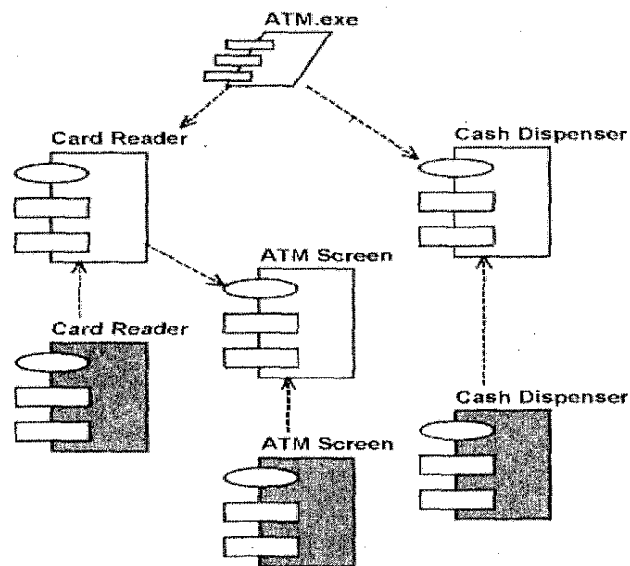 ATM.exe
Card Reader
Cash Dispenser
ATM Screen
Card Reader
Cash Dispenser
ATM Screen